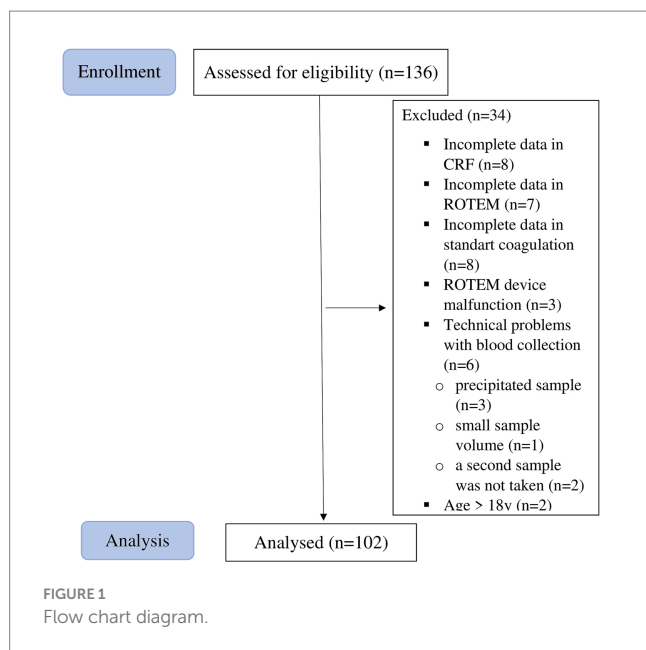 Enrollment
Assessed for eligibility (n=136)
Excluded (n=34)
▪ Incomplete data in
CRF (n=8)
▪ Incomplete data in
ROTEM (n=7)
▪ Incomplete data in
standart coagulation
(n=8)
▪ ROTEM device
malfunction (n=3)
▪ Technical problems
with blood collection
(n=6)
○ precipitated sample
(n=3)
○ small sample
volume (n=1)
○ a second sample
was not taken (n=2)
▪ Age > 18y (n=2)
Analysis
Analysed (n=102)
FIGURE 1
Flow chart diagram.